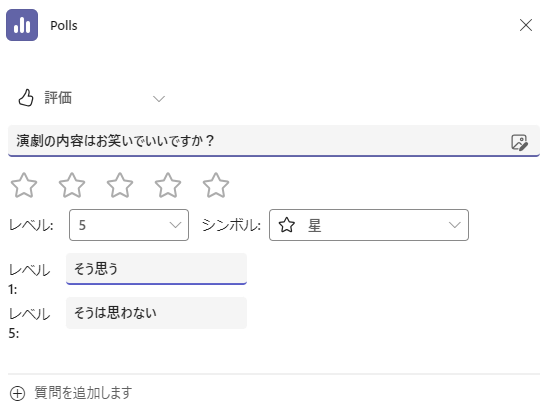 Polls
評価
演劇の内容はお笑いでいいですか？
レベル: 5 シンボル: 星
レベル 1: そう思う
レベル 5: そうは思わない
質問を追加します